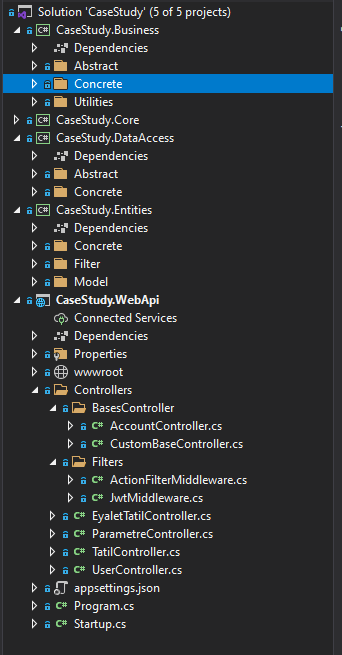 Solution 'CaseStudy' (5 of 5 projects)
C# CaseStudy.Business
Dependencies
Abstract
Concrete
Utilities
C# CaseStudy.Core
C# CaseStudy.DataAccess
Dependencies
Abstract
Concrete
C# CaseStudy.Entities
Dependencies
Concrete
Filter
Model
CaseStudy.WebApi
Connected Services
Dependencies
Properties
wwwroot
Controllers
BasesController
C# AccountController.cs
C# CustomBaseController.cs
Filters
C# ActionFilterMiddleware.cs
C# JwtMiddleware.cs
C# EyaletTatilController.cs
C# ParametreController.cs
C# TatilController.cs
C# UserController.cs
appsettings.json
C# Program.cs
C# Startup.cs